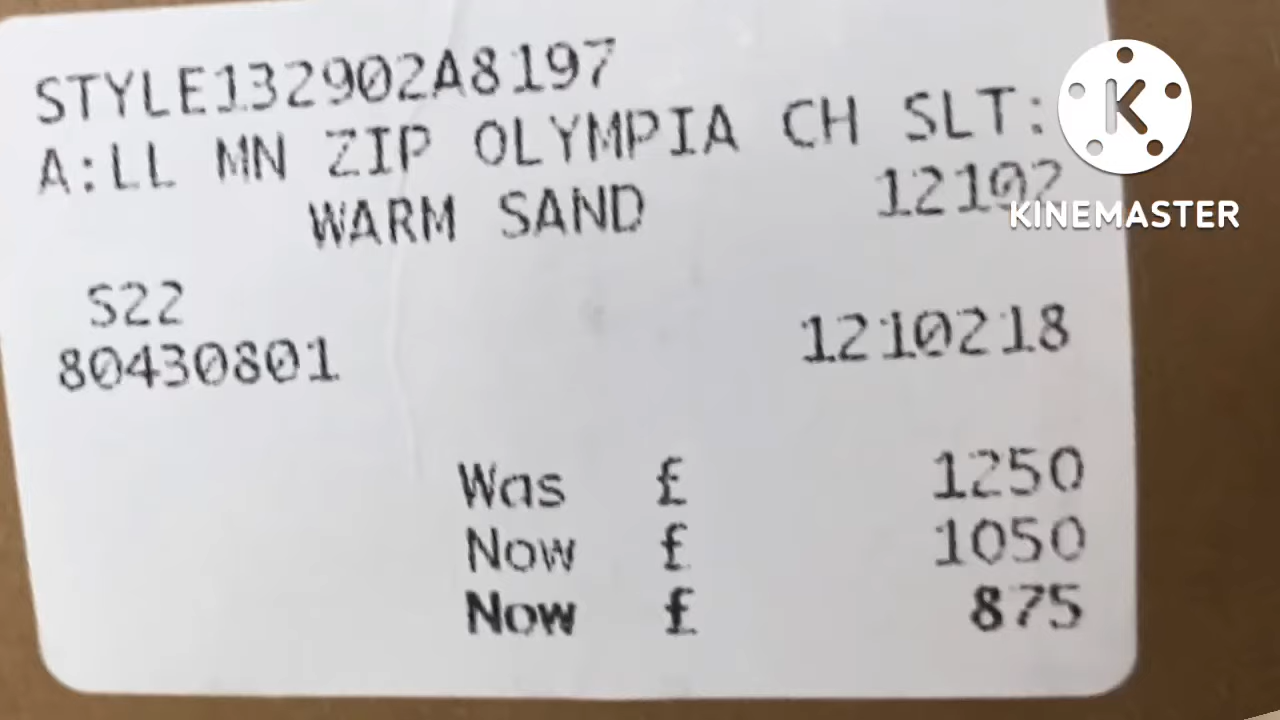 STYLE132902A8197
A:LL MN ZIP OLYMPIA CH SLT:
WARM SAND 12102
S22
80430801 1210218
Was £ 1250
Now £ 1050
Now £ 875
K
KINEMASTER